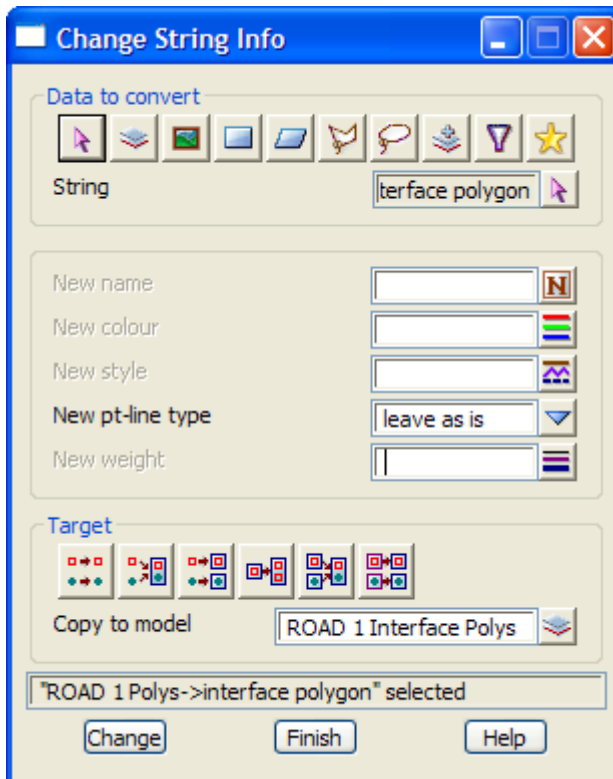 Change String Info
Data to convert
String terface polygon
New name N
New colour
New style
New pt-line type leave as is
New weight
Target
Copy to model ROAD 1 Interface Polys
"ROAD 1 Polys->interface polygon" selected
Change Finish Help